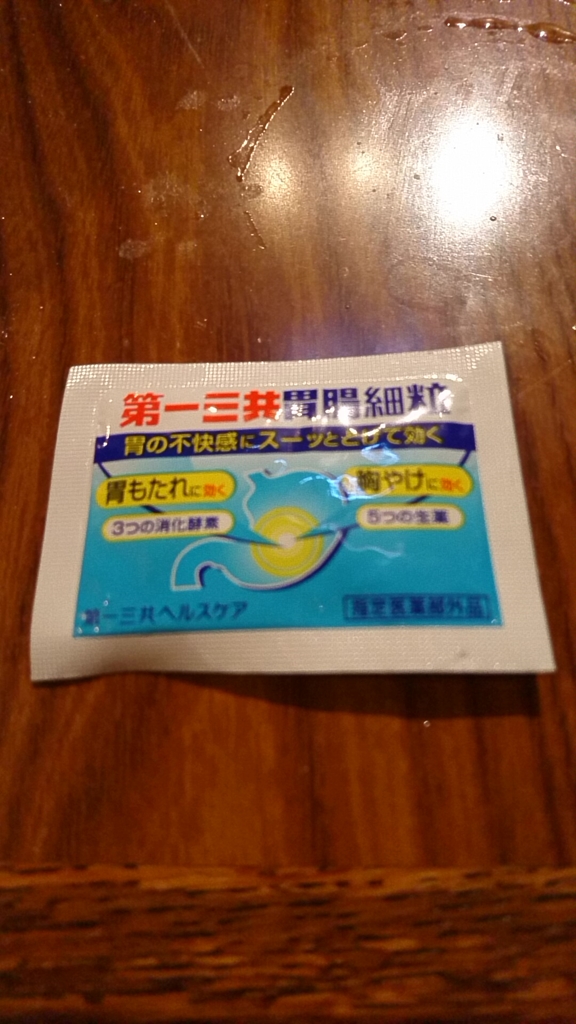 第一三共胃腸細粒
胃の不快感にスーッととけて効く
胃もたれに効く
胸やけに効く
3つの消化酵素
5つの生薬
第一三共ヘルスケア
指定医薬部外品